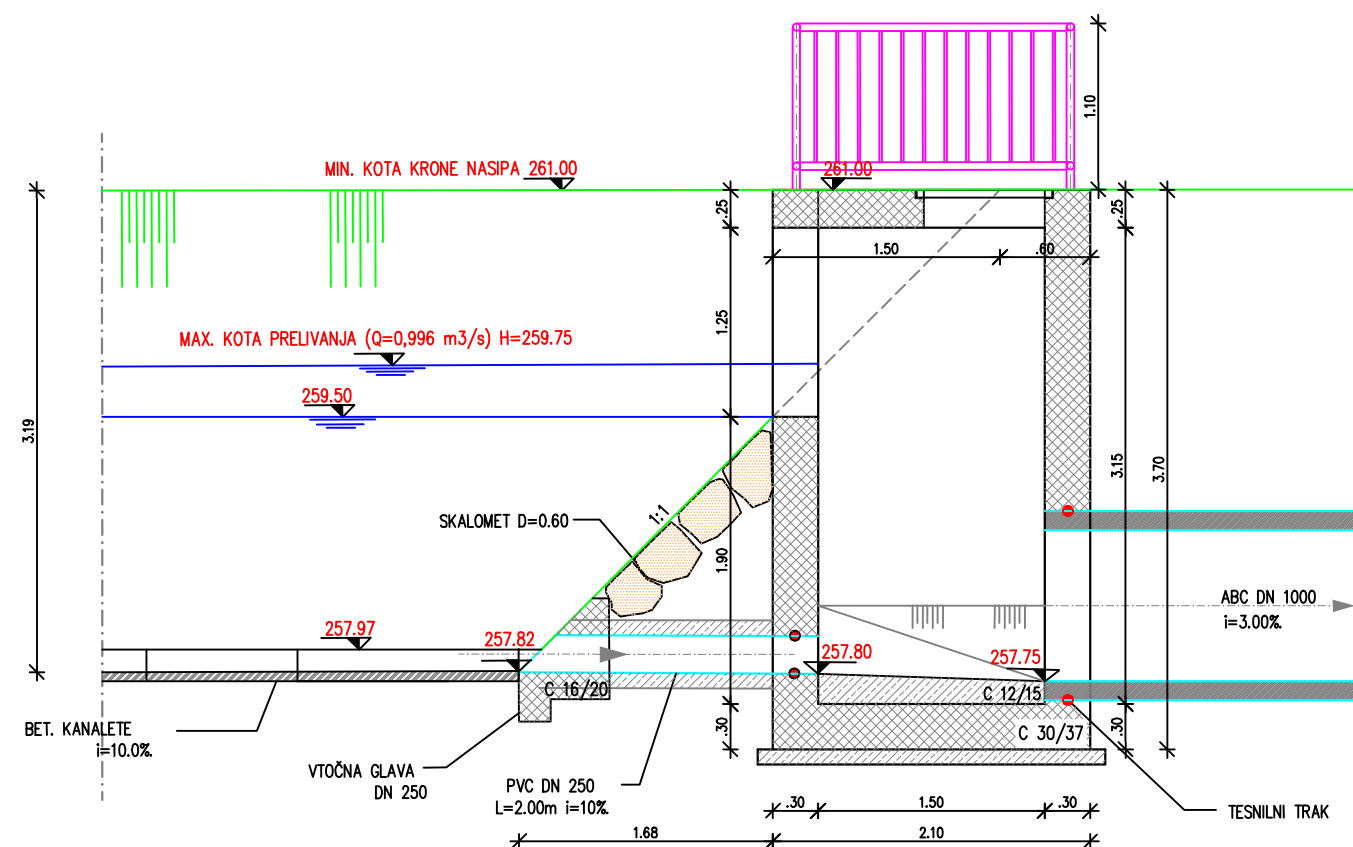 1.10
MIN. KOTA KRONE NASIPA 261.00
261.00
.25
.25
1.50
.60
1.25
MAX. KOTA PRELIVANJA (Q=0,996 m3/s) H=259.75
259.50
3.19
3.15
3.70
SKALOMET D=0.60
1:1
1.90
ABC DN 1000
i=3.00%.
257.97
257.82
257.80
257.75
C 16/20
C 12/15
C 30/37
.30
.30
BET. KANALETE
i=10.0%.
VTOČNA GLAVA
DN 250
PVC DN 250
L=2.00m i=10%.
.30
1.50
.30
TESNILNI TRAK
1.68
2.10